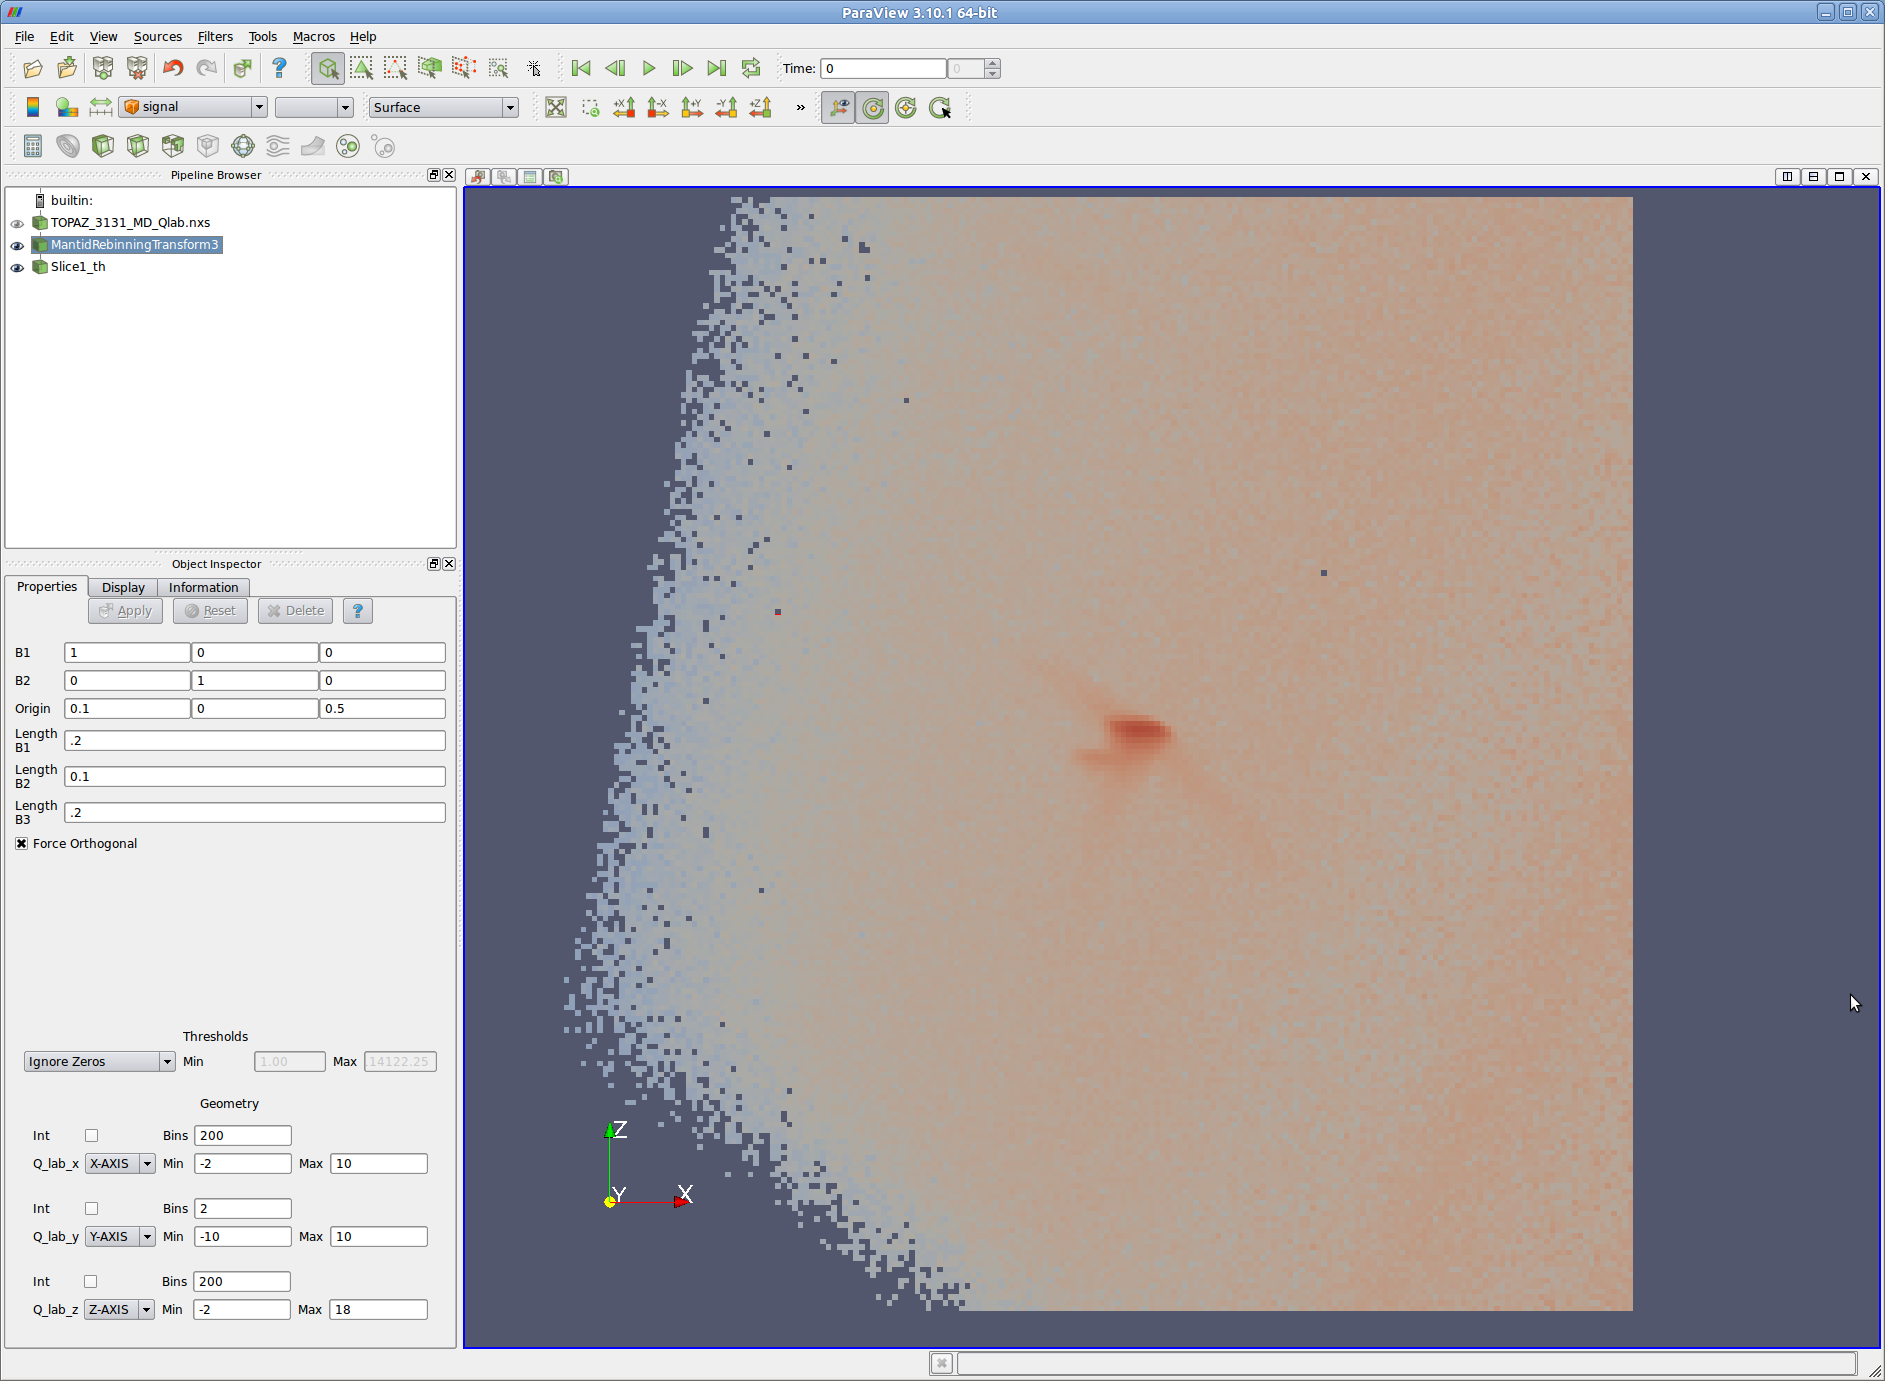 ParaView 3.10.1 64-bit
File Edit View Sources Filters Tools Macros Help
Time: 0 0
signal Surface +X -X +Y -Y +Z »
Pipeline Browser
builtin:
TOPAZ_3131_MD_Qlab.nxs
MantidRebinningTransform3
Slice1_th
Object Inspector
Properties Display Information
Apply Reset Delete ?
B1 1 0 0
B2 0 1 0
Origin 0.1 0 0.5
Length B1 .2
Length B2 0.1
Length B3 .2
Force Orthogonal
Thresholds
Ignore Zeros Min 1.00 Max 14122.25
Geometry
Int Bins 200
Q_lab_x X-AXIS Min -2 Max 10
Int Bins 2
Q_lab_y Y-AXIS Min -10 Max 10
Int Bins 200
Q_lab_z Z-AXIS Min -2 Max 18
Z
Y X